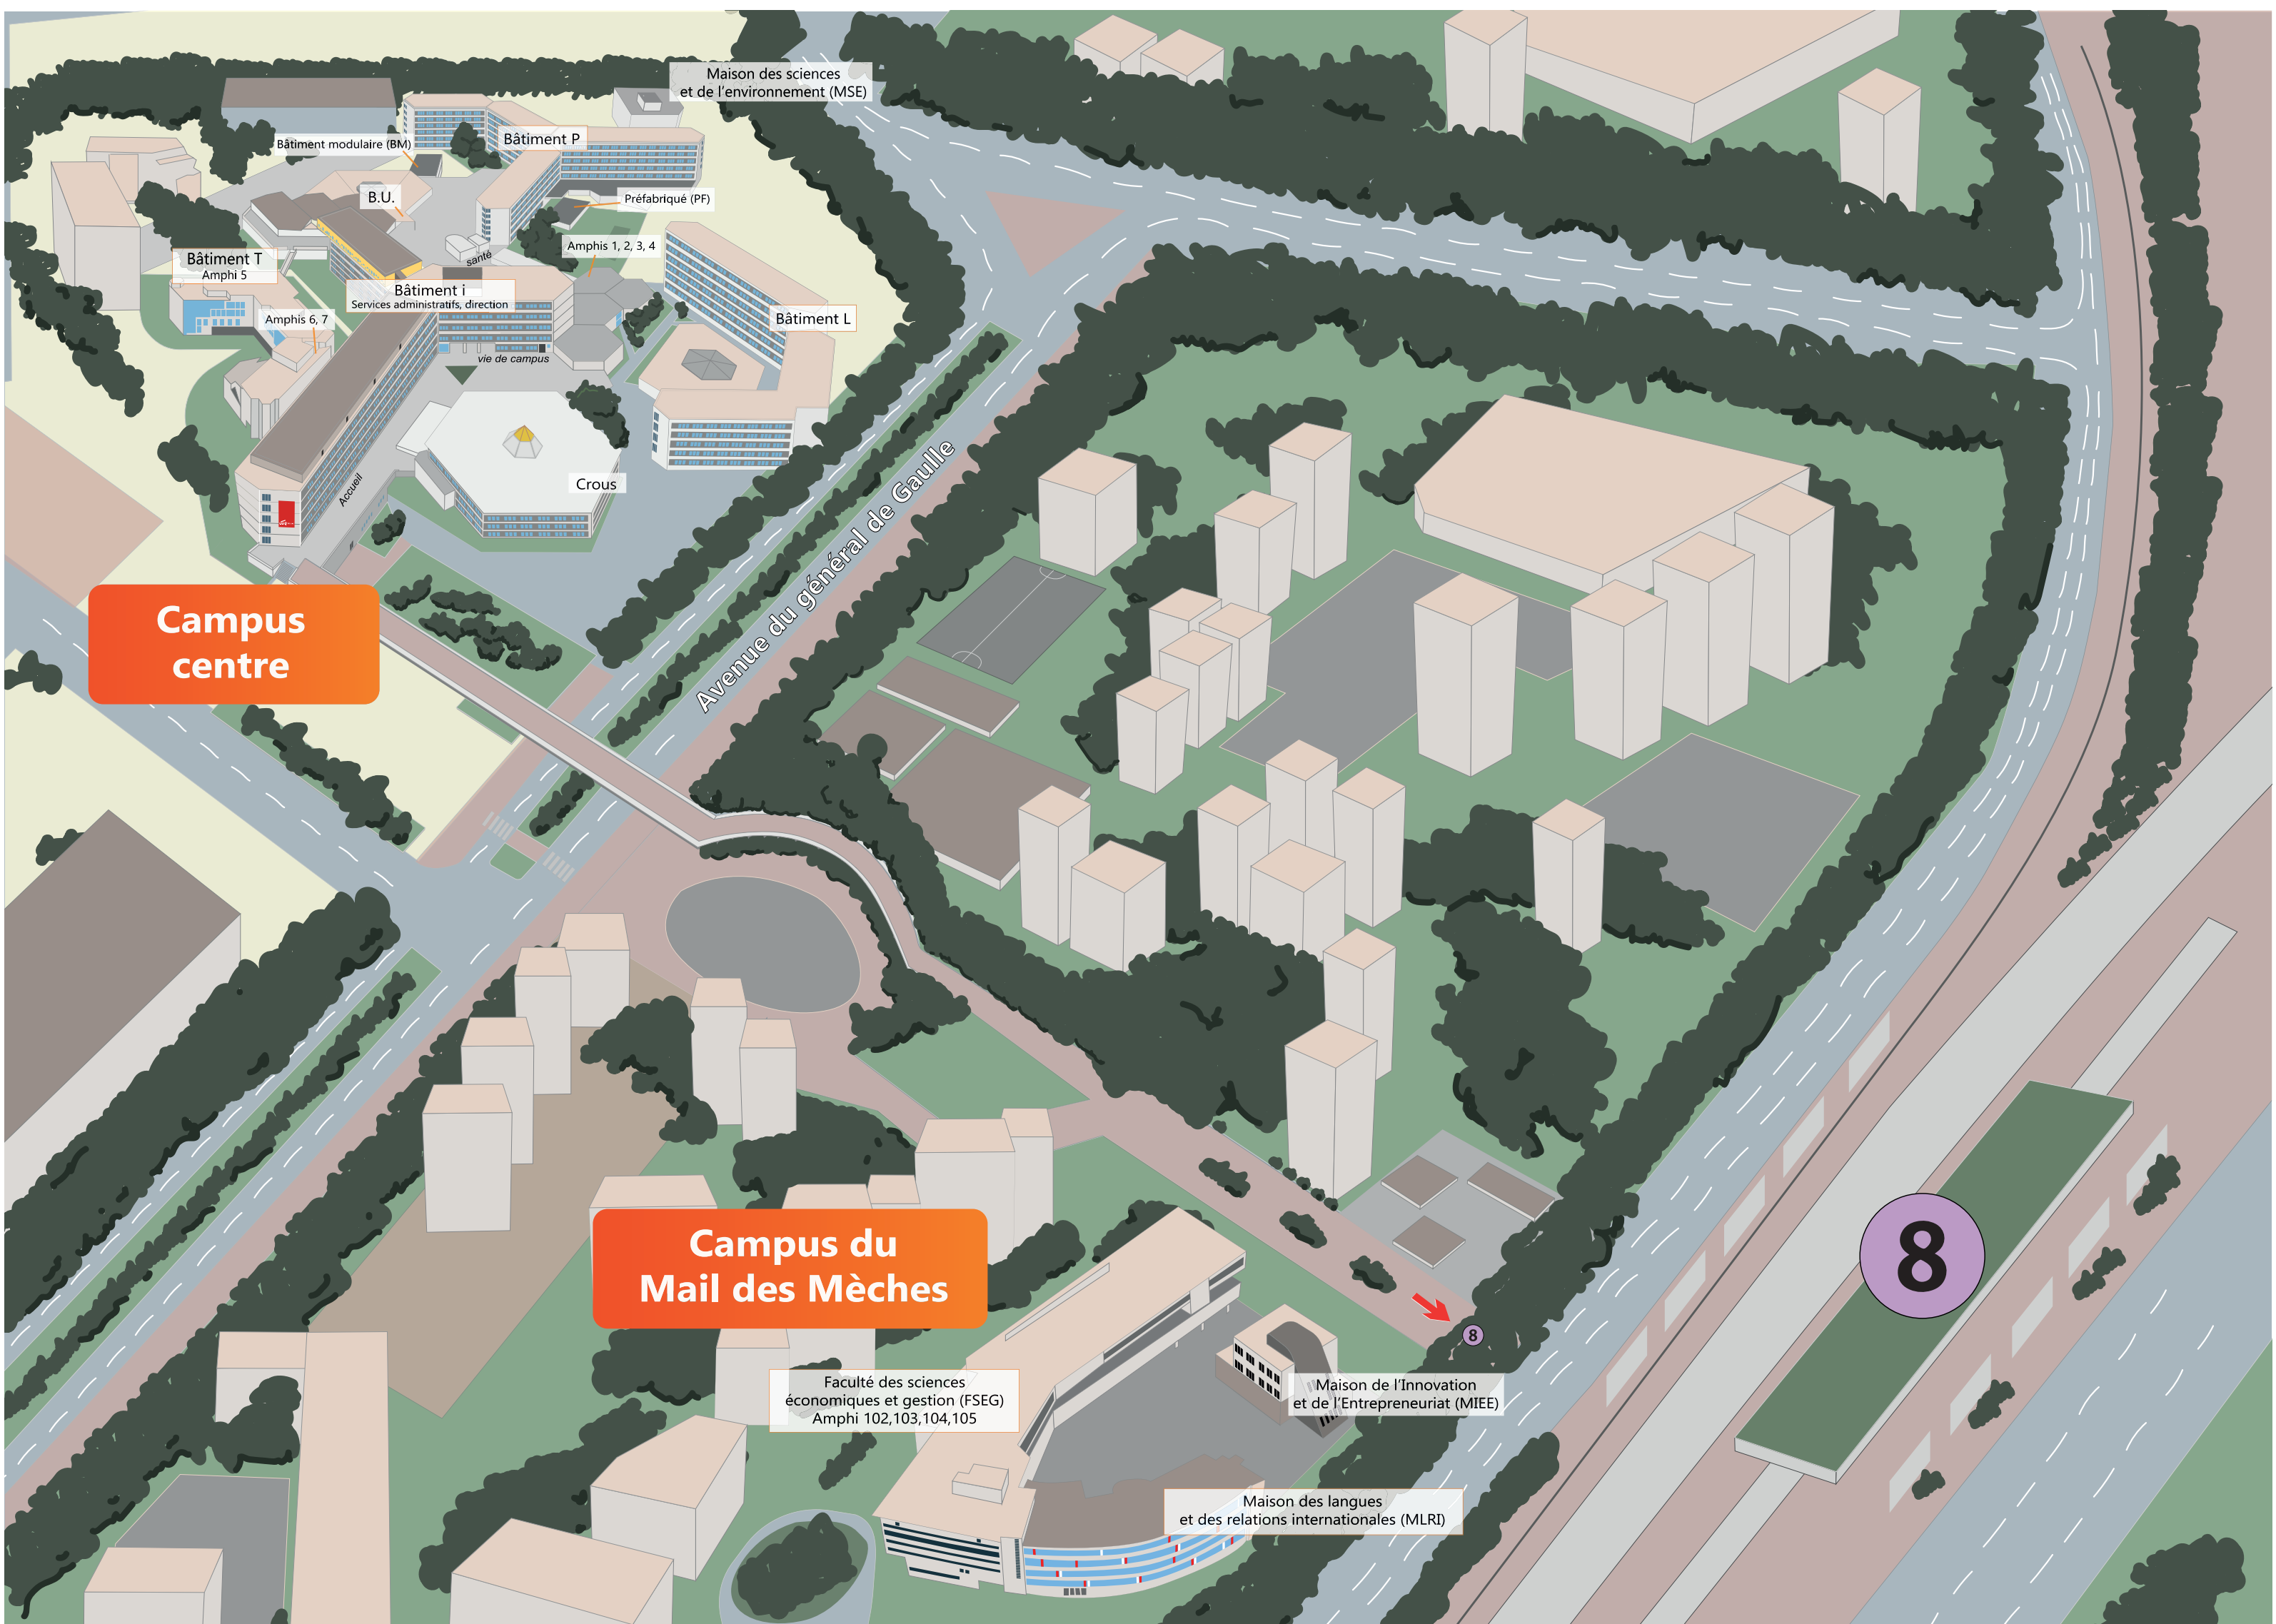 Maison des sciences
et de l'environnement (MSE)
Bâtiment P
Bâtiment modulaire (BM)
B.U.
Préfabriqué (PF)
Amphis 1, 2, 3, 4
santé
Bâtiment T
Amphi 5
Bâtiment i
Services administratifs, direction
Amphis 6, 7
Bâtiment L
vie de campus
Accueil
Crous
Avenue du général de Gaulle
Campus
centre
Campus du
Mail des Mèches
8
8
Faculté des sciences
économiques et gestion (FSEG)
Amphi 102,103,104,105
Maison de l'Innovation
et de l'Entrepreneuriat (MIEE)
Maison des langues
et des relations internationales (MLRI)